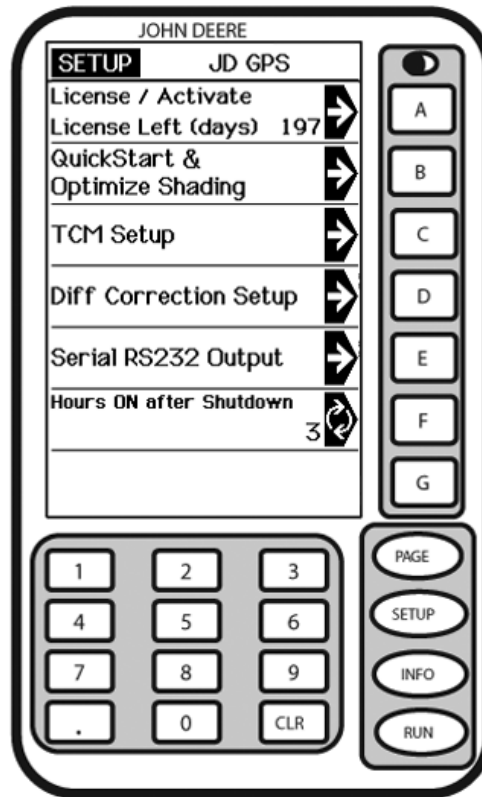 JOHN DEERE
SETUP JD GPS
License / Activate
License Left (days) 197
QuickStart &
Optimize Shading
TCM Setup
Diff Correction Setup
Serial RS232 Output
Hours ON after Shutdown
3
A
B
C
D
E
F
G
1 2 3
4 5 6
7 8 9
. 0 CLR
PAGE
SETUP
INFO
RUN